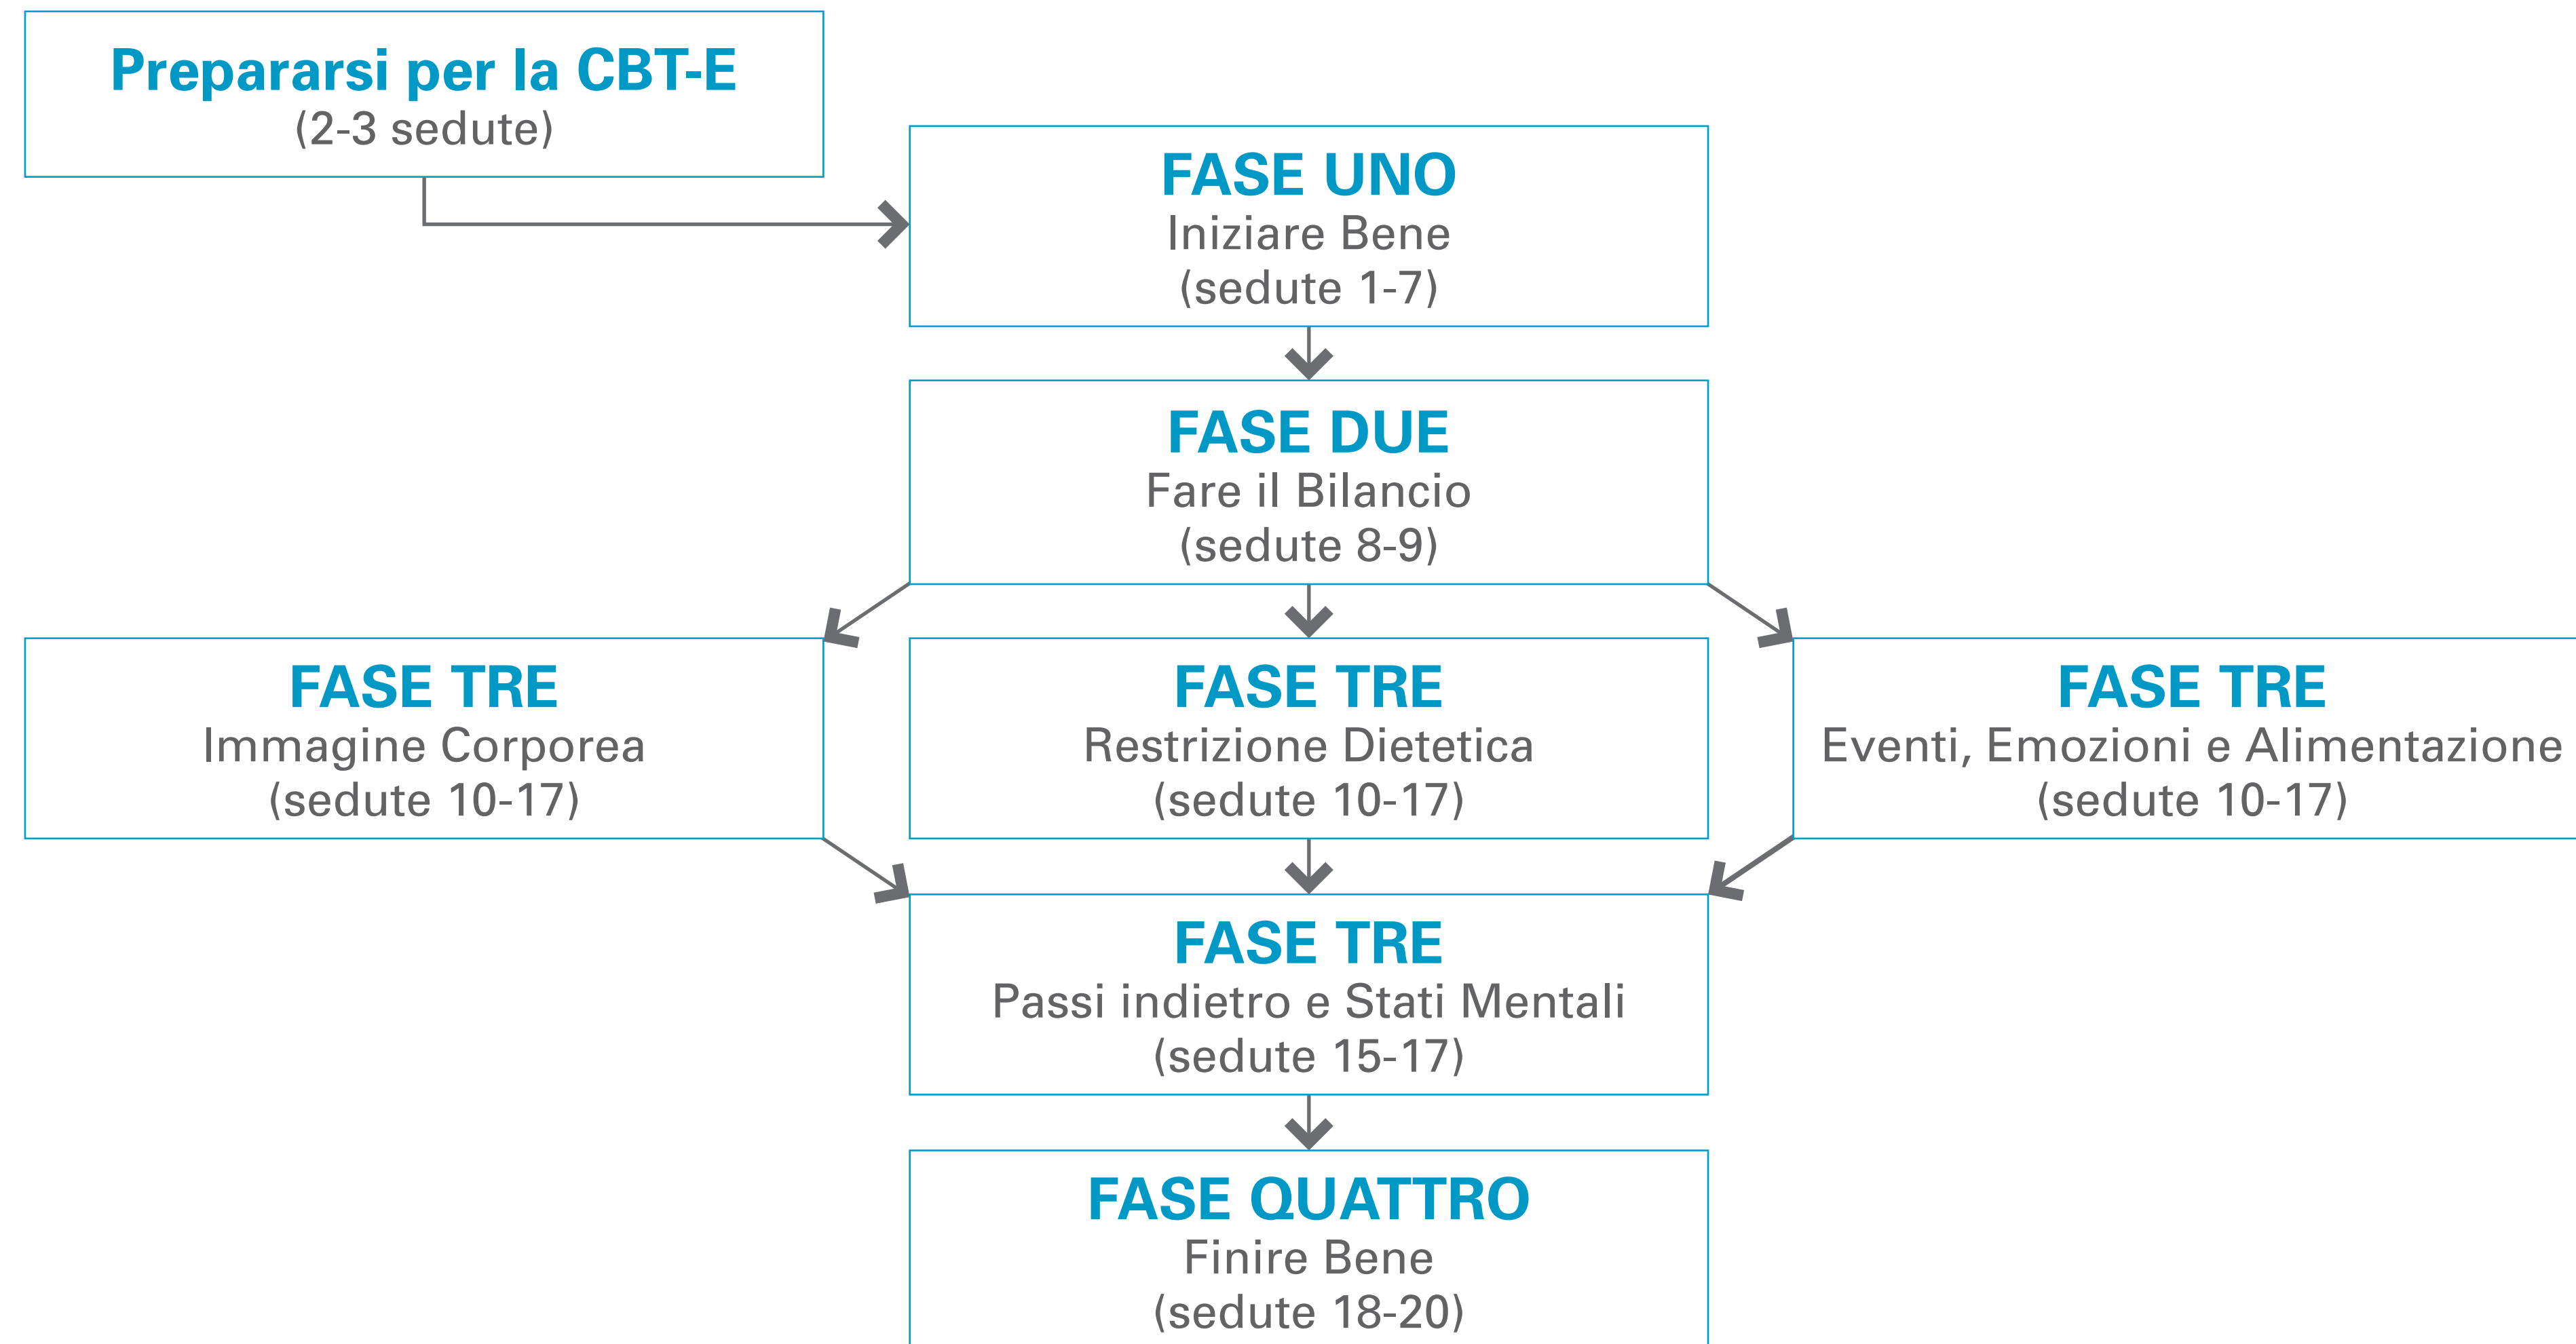 Prepararsi per la CBT-E
(2-3 sedute)
FASE UNO
Iniziare Bene
(sedute 1-7)
FASE DUE
Fare il Bilancio
(sedute 8-9)
FASE TRE
Immagine Corporea
(sedute 10-17)
FASE TRE
Restrizione Dietetica
(sedute 10-17)
FASE TRE
Eventi, Emozioni e Alimentazione
(sedute 10-17)
FASE TRE
Passi indietro e Stati Mentali
(sedute 15-17)
FASE QUATTRO
Finire Bene
(sedute 18-20)